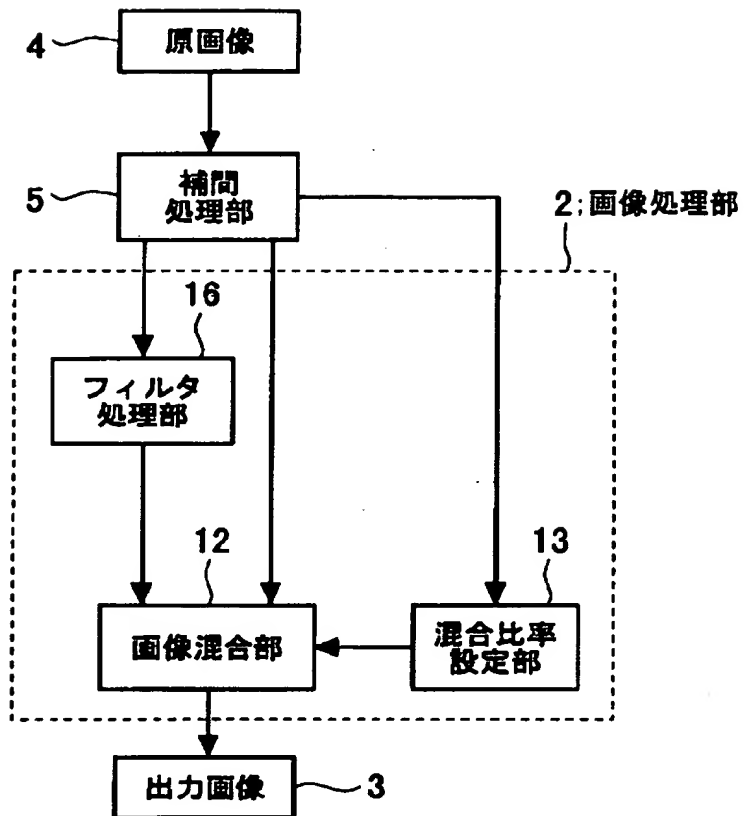 4
原画像
5
補間
処理部
2;画像処理部
16
フィルタ
処理部
12
画像混合部
13
混合比率
設定部
出力画像
3